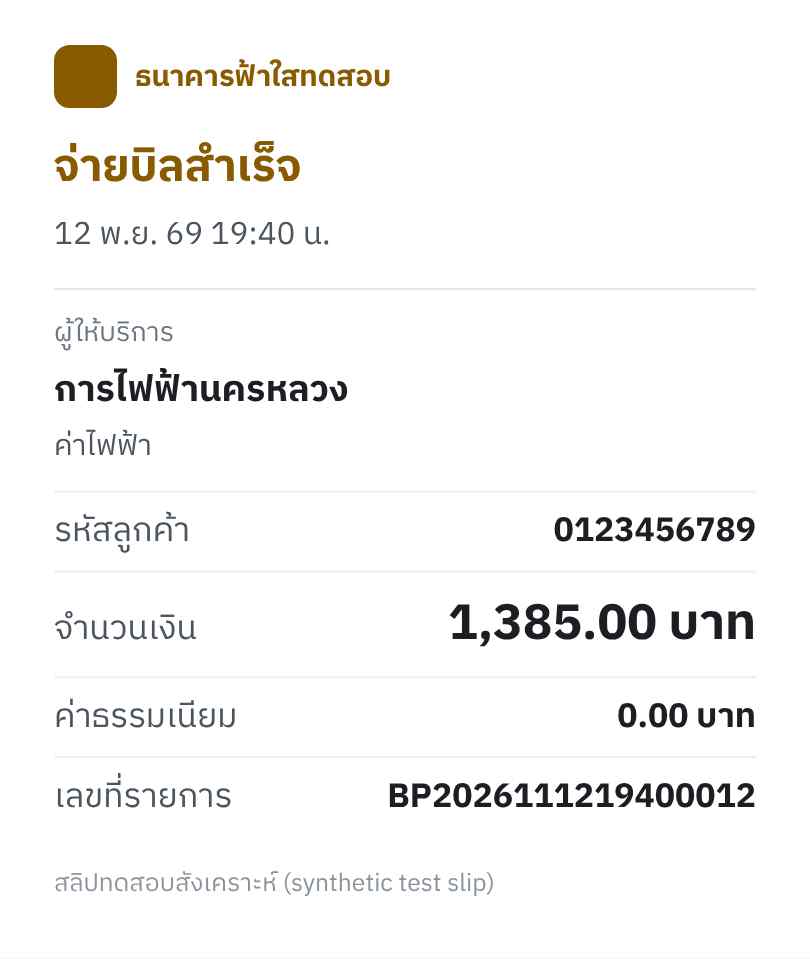 ธนาคารฟ้าใสทดสอบ
จ่ายบิลสำเร็จ
12 พ.ย. 69 19:40 น.
ผู้ให้บริการ
การไฟฟ้านครหลวง
ค่าไฟฟ้า
รหัสลูกค้า 0123456789
จำนวนเงิน 1,385.00 บาท
ค่าธรรมเนียม 0.00 บาท
เลขที่รายการ BP2026111219400012
สลิปทดสอบสังเคราะห์ (synthetic test slip)